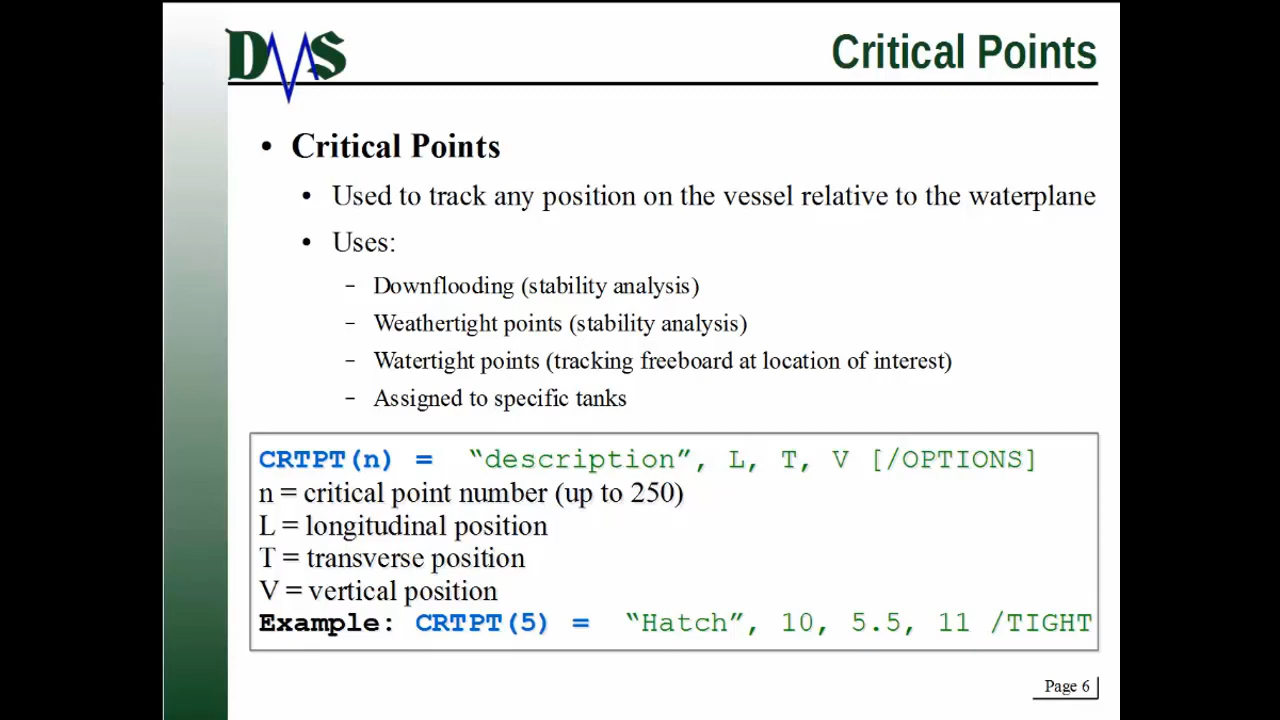 DMS
Critical Points
• Critical Points
• Used to track any position on the vessel relative to the waterplane
• Uses:
– Downflooding (stability analysis)
– Weathertight points (stability analysis)
– Watertight points (tracking freeboard at location of interest)
– Assigned to specific tanks
CRTPT(n) = “description”, L, T, V [/OPTIONS]
n = critical point number (up to 250)
L = longitudinal position
T = transverse position
V = vertical position
Example: CRTPT(5) = “Hatch”, 10, 5.5, 11 /TIGHT
Page 6